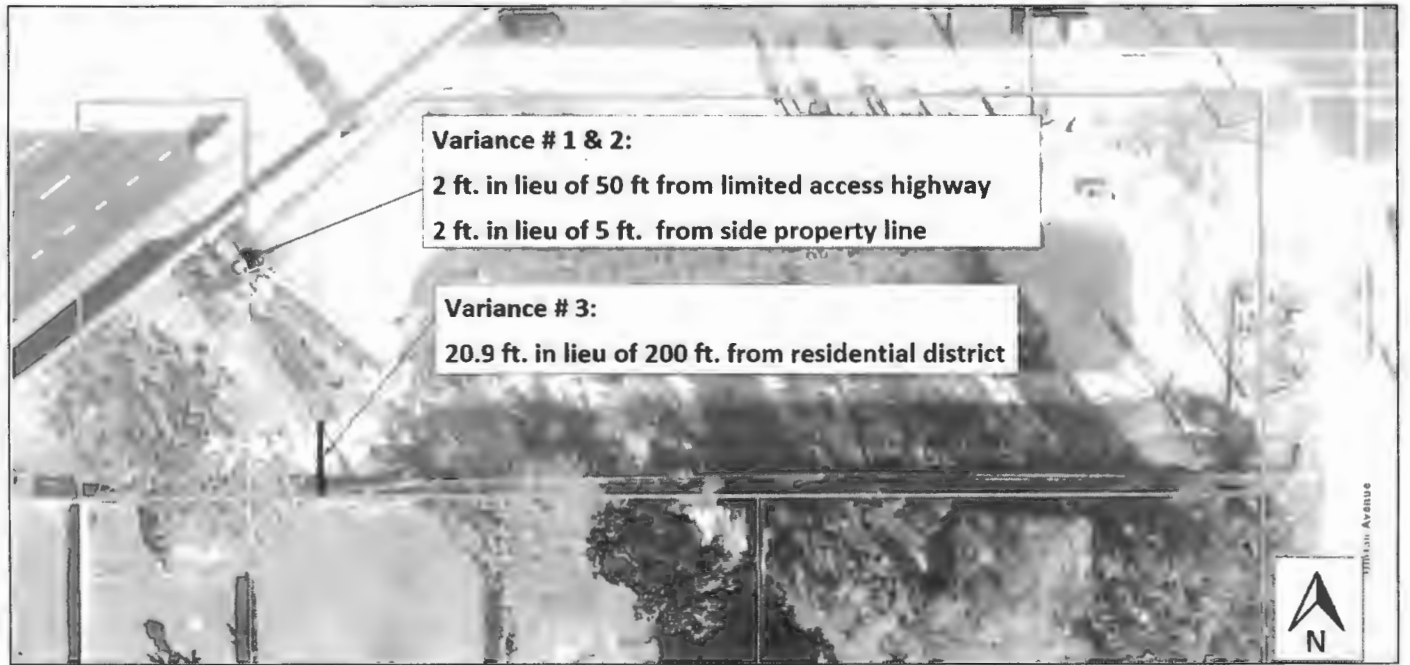 Variance # 1 & 2:
2 ft. in lieu of 50 ft from limited access highway
2 ft. in lieu of 5 ft. from side property line
Variance # 3:
20.9 ft. in lieu of 200 ft. from residential district
Avenue
N